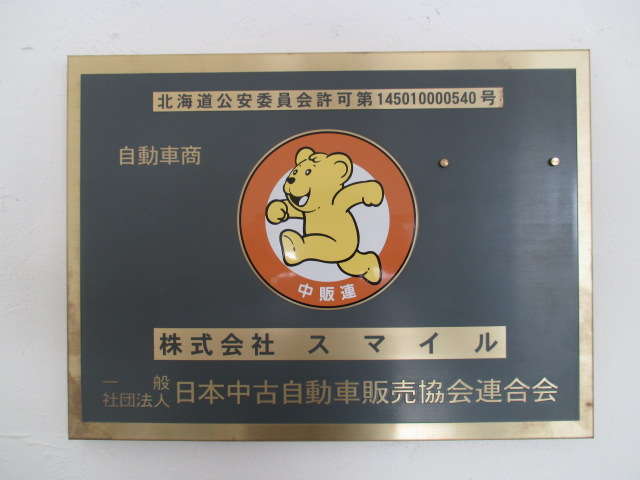 北海道公安委員会許可第145010000540号
自動車商
中販連
株式会社 スマイル
一般社団法人 日本中古自動車販売協会連合会